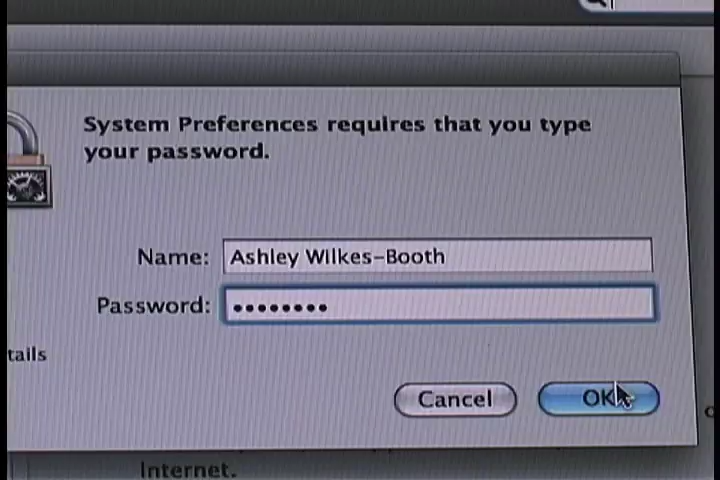 System Preferences requires that you type
your password.
Name: Ashley Wilkes-Booth
Password: ••••••••
tails
Cancel OK
Internet.